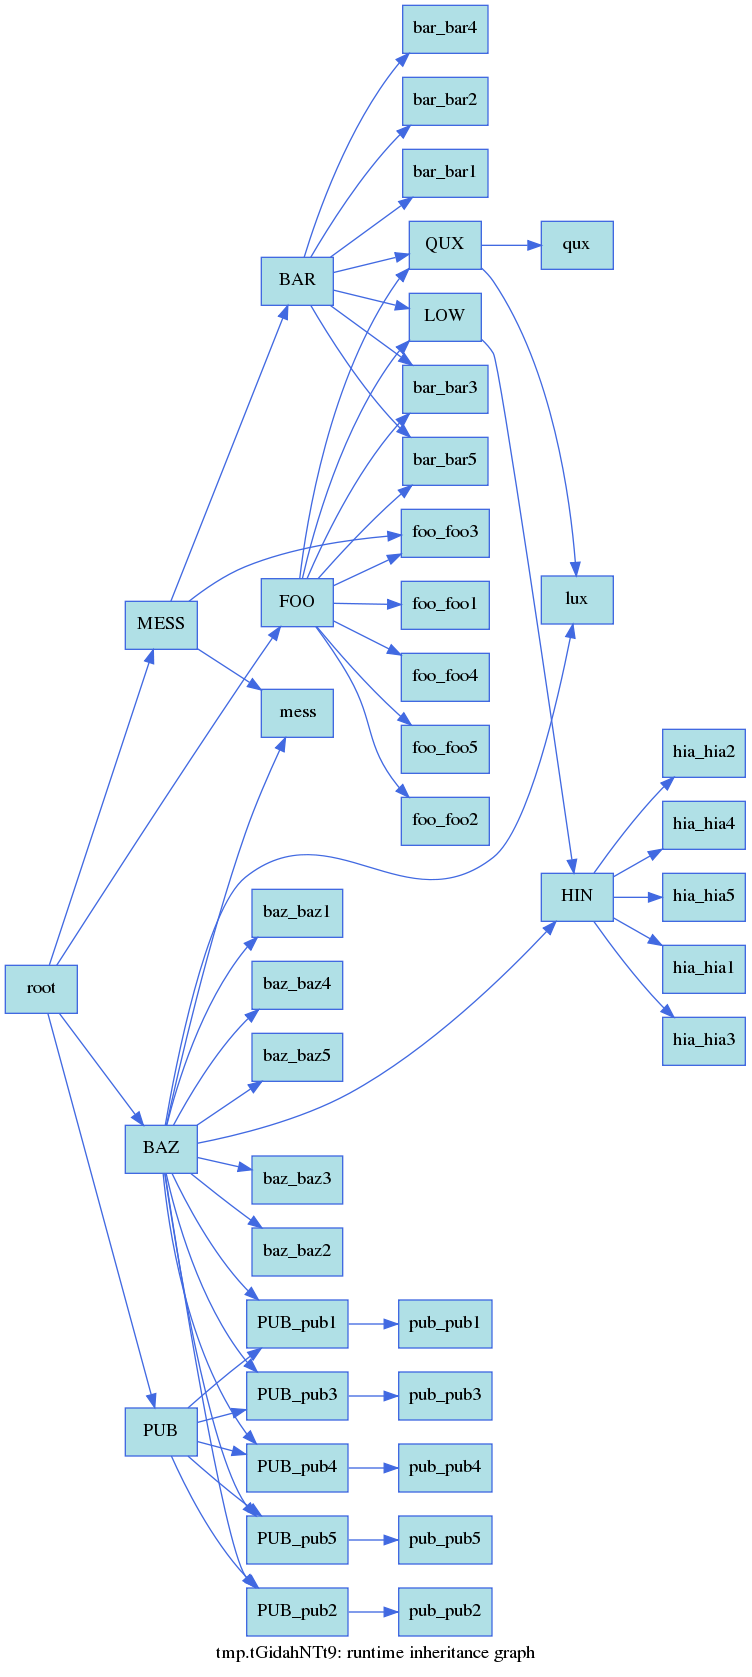 bar_bar4
bar_bar2
bar_bar1
QUX
qux
BAR
LOW
bar_bar3
bar_bar5
foo_foo3
FOO
foo_foo1
lux
MESS
foo_foo4
mess
foo_foo5
hia_hia2
foo_foo2
hia_hia4
HIN
hia_hia5
baz_baz1
hia_hia1
root
baz_baz4
hia_hia3
baz_baz5
BAZ
baz_baz3
baz_baz2
PUB_pub1
pub_pub1
PUB_pub3
pub_pub3
PUB
PUB_pub4
pub_pub4
PUB_pub5
pub_pub5
PUB_pub2
pub_pub2
tmp.tGidahNTt9: runtime inheritance graph